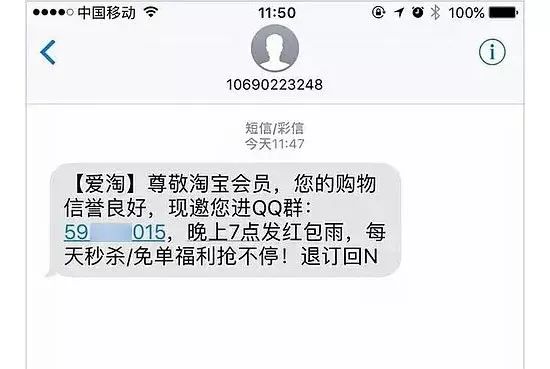 中国移动
11:50
100%
10690223248
短信/彩信
今天11:47
【爱淘】尊敬淘宝会员，您的购物
信誉良好，现邀您进QQ群：
59 015，晚上7点发红包雨，每
天秒杀/免单福利抢不停！退订回N